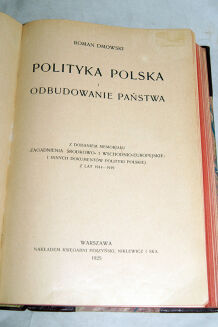 ROMAN DMOWSKI
POLITYKA POLSKA
I
ODBUDOWANIE PAŃSTWA
Z DODANIEM MEMORJAŁU
ZAGADNIENIA ŚRODKOWO- I WSCHODNIO-EUROPEJSKIE
I INNYCH DOKUMENTÓW POLITYKI POLSKIEJ
Z LAT 1914–1919
WARSZAWA
NAKŁADEM KSIĘGARNI PERZYŃSKI, NIKLEWICZ I SKA
1925